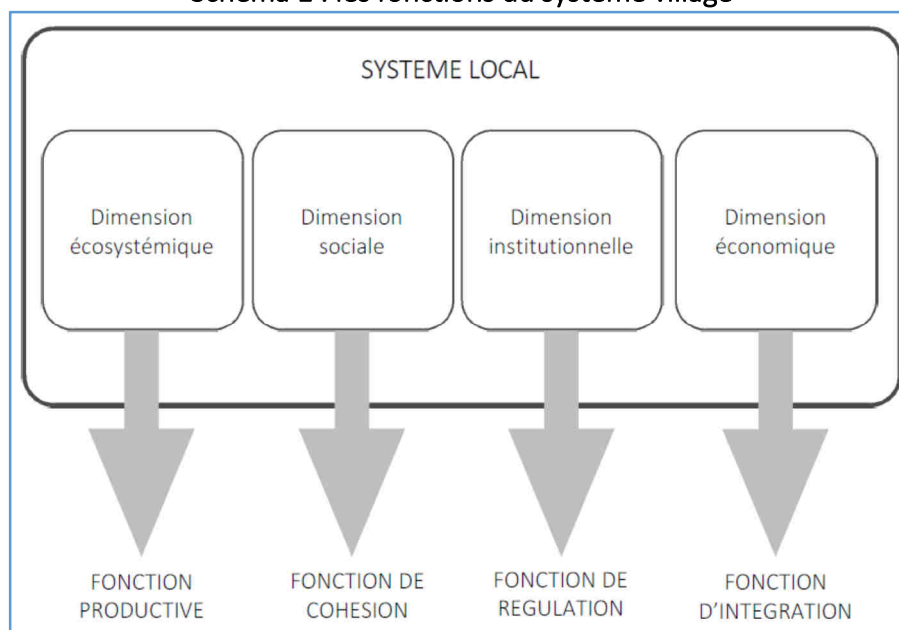 SYSTEME LOCAL
Dimension
écosystémique
Dimension
sociale
Dimension
institutionnelle
Dimension
économique
FONCTION
PRODUCTIVE
FONCTION DE
COHESION
FONCTION DE
REGULATION
FONCTION
D'INTEGRATION